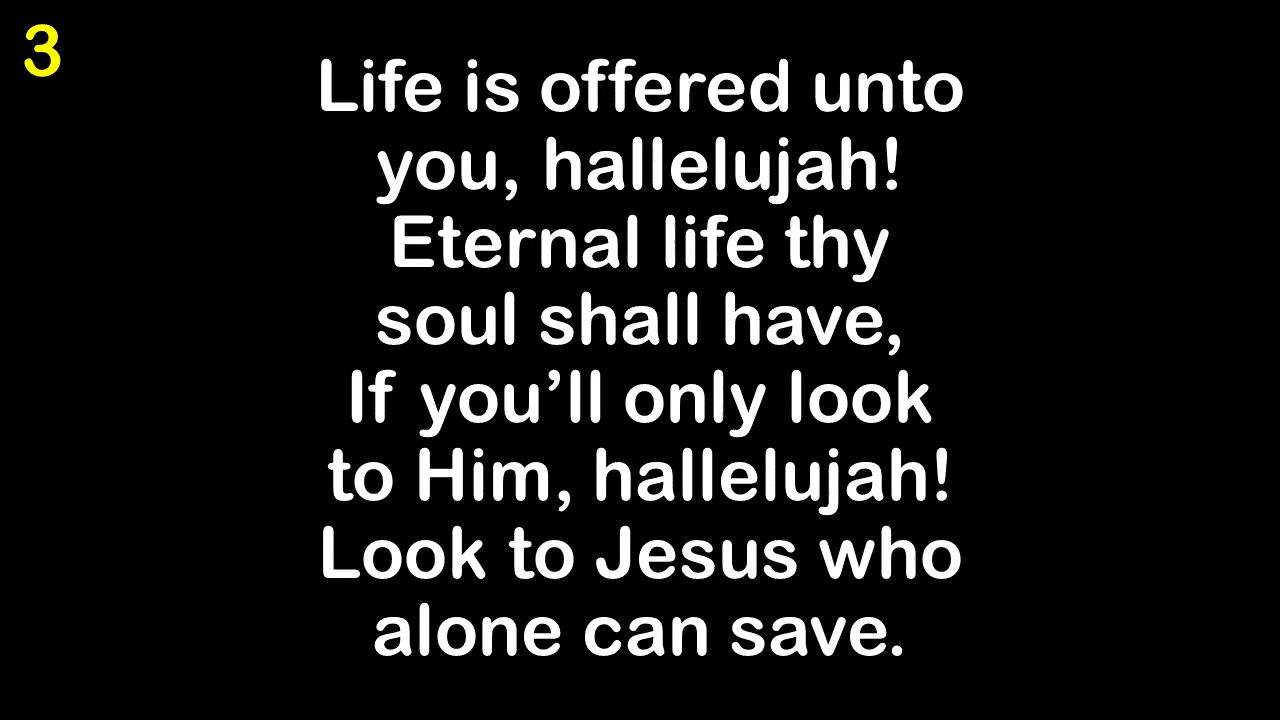 3
Life is offered unto
you, hallelujah!
Eternal life thy
soul shall have,
If you’ll only look
to Him, hallelujah!
Look to Jesus who
alone can save.